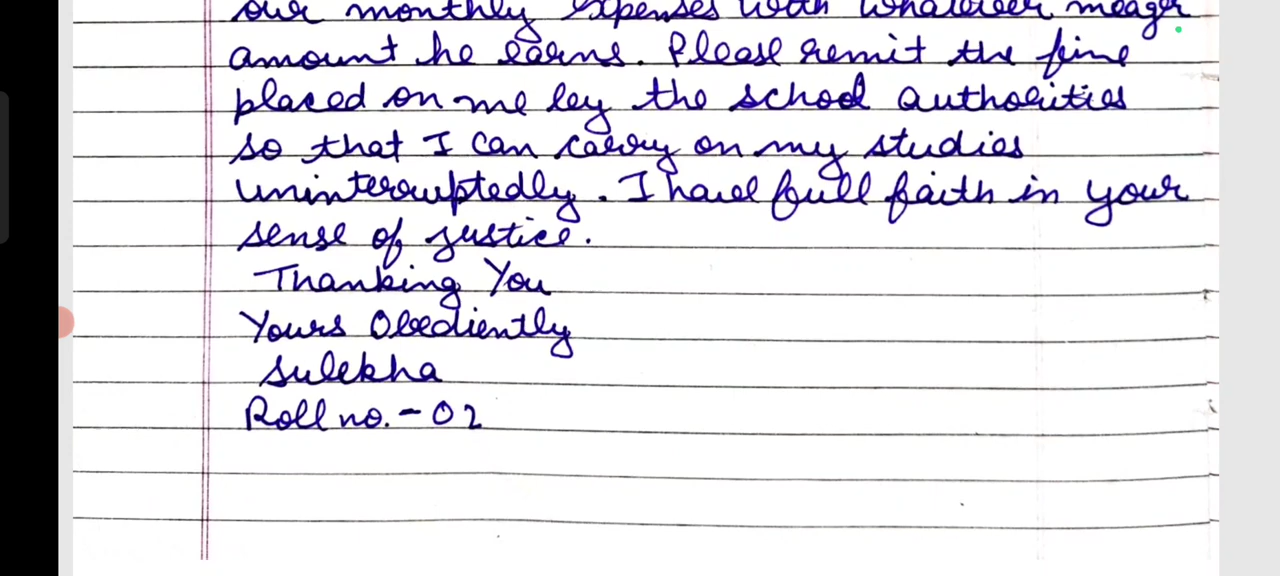 our monthly expenses with whatever meager
amount he earns. Please remit the fine
placed on me by the school authorities
so that I can carry on my studies
uninterruptedly. I have full faith in your
sense of justice.
Thanking You
Yours Obediently
Sulekha
Roll no. - 02